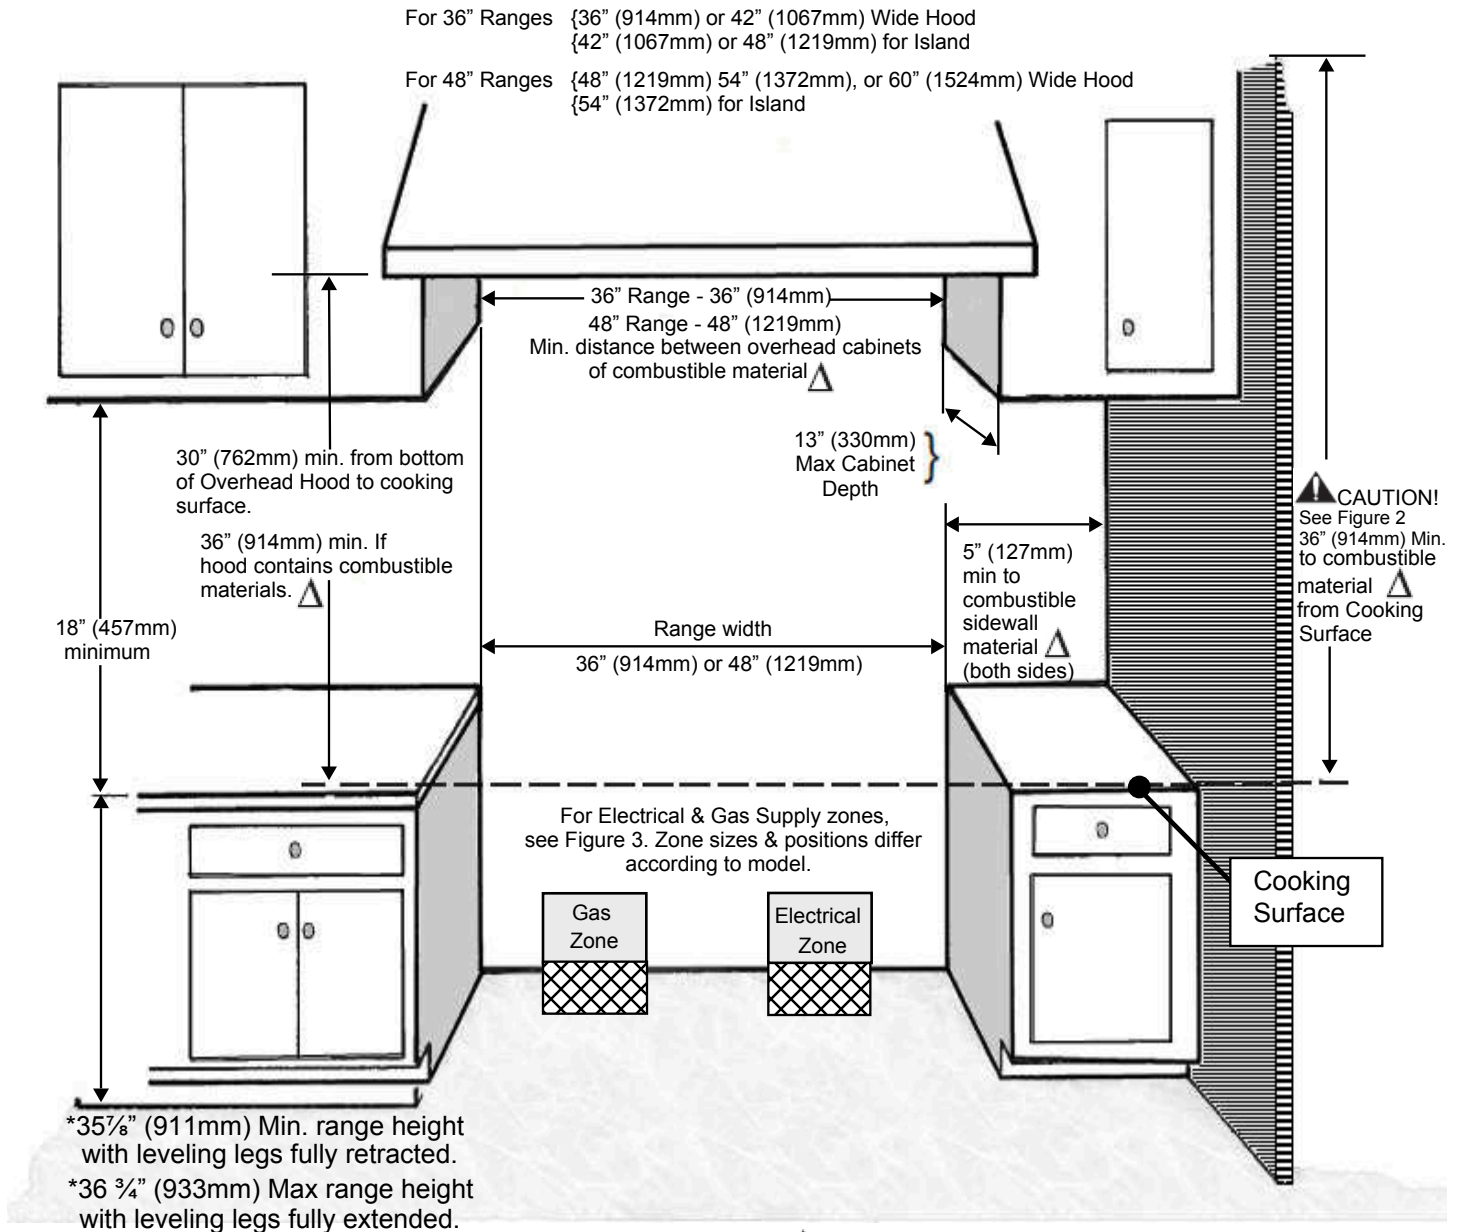 For 36” Ranges {36” (914mm) or 42” (1067mm) Wide Hood
{42” (1067mm) or 48” (1219mm) for Island
For 48” Ranges {48” (1219mm) 54” (1372mm), or 60” (1524mm) Wide Hood
{54” (1372mm) for Island
36” Range - 36” (914mm)
48” Range - 48” (1219mm)
Min. distance between overhead cabinets
of combustible material
13” (330mm)
Max Cabinet
Depth
30” (762mm) min. from bottom
of Overhead Hood to cooking
surface.
36” (914mm) min. If
hood contains combustible
materials.
CAUTION!
See Figure 2
36” (914mm) Min.
to combustible
material
from Cooking
Surface
5” (127mm)
min to
combustible
sidewall
material
(both sides)
18” (457mm)
minimum
Range width
36” (914mm) or 48” (1219mm)
For Electrical & Gas Supply zones,
see Figure 3. Zone sizes & positions differ
according to model.
Gas
Zone
Electrical
Zone
Cooking
Surface
*35⅞” (911mm) Min. range height
with leveling legs fully retracted.
*36 ¾” (933mm) Max range height
with leveling legs fully extended.